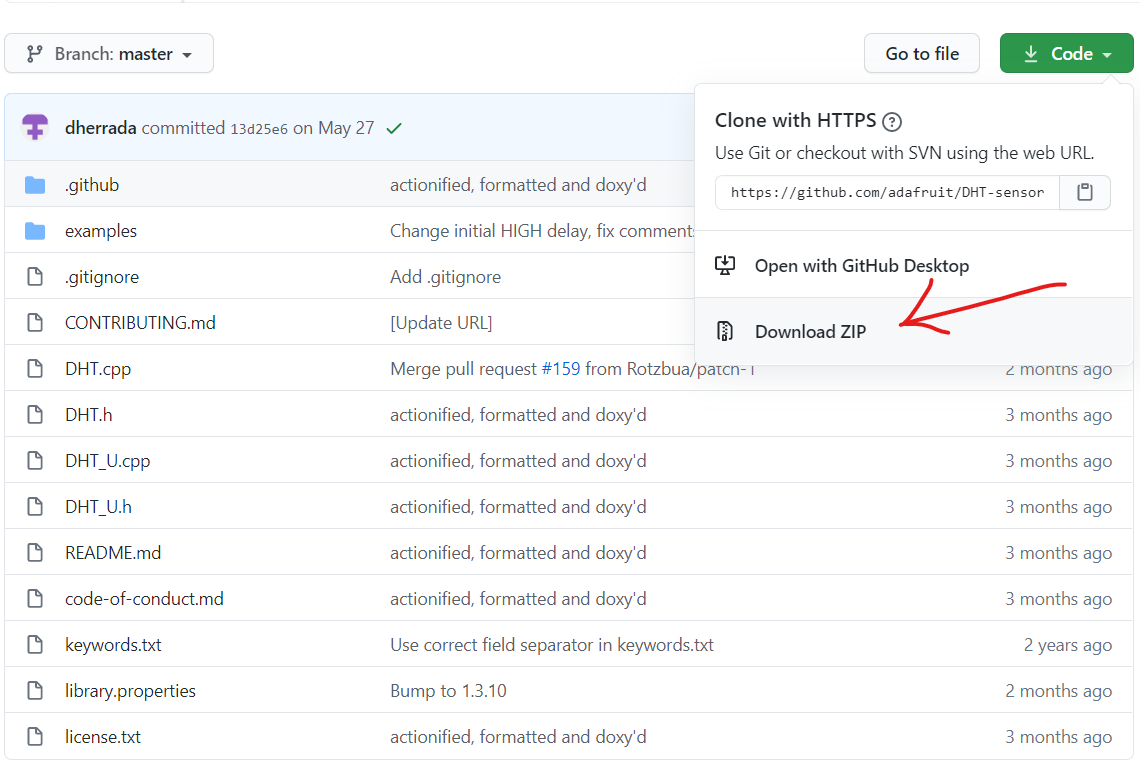 Branch: master
Go to file
Code
dherrada committed 13d25e6 on May 27
Clone with HTTPS ?
Use Git or checkout with SVN using the web URL.
https://github.com/adafruit/DHT-sensor
Open with GitHub Desktop
Download ZIP
.github actionified, formatted and doxy'd
examples Change initial HIGH delay, fix comments
.gitignore Add .gitignore
CONTRIBUTING.md [Update URL]
DHT.cpp Merge pull request #159 from Rotzbua/patch-1 2 months ago
DHT.h actionified, formatted and doxy'd 3 months ago
DHT_U.cpp actionified, formatted and doxy'd 3 months ago
DHT_U.h actionified, formatted and doxy'd 3 months ago
README.md actionified, formatted and doxy'd 3 months ago
code-of-conduct.md actionified, formatted and doxy'd 3 months ago
keywords.txt Use correct field separator in keywords.txt 2 years ago
library.properties Bump to 1.3.10 2 months ago
license.txt actionified, formatted and doxy'd 3 months ago